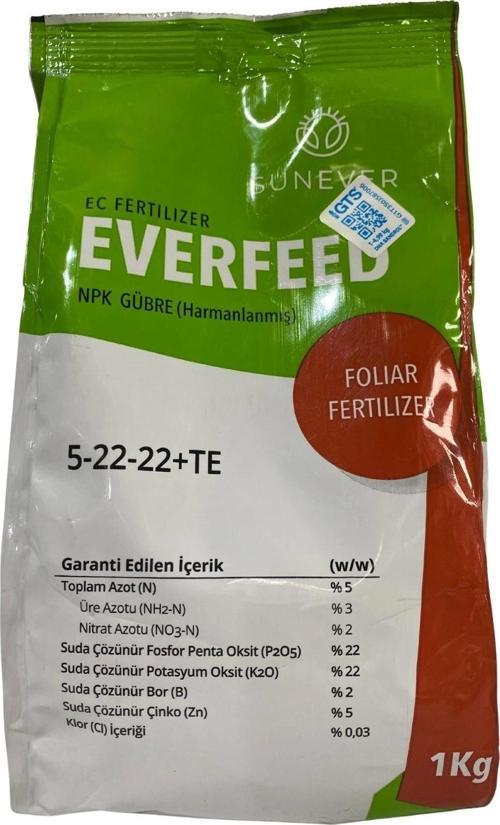 SUNEVER
GTS
EC FERTILIZER
EVERFEED
NPK GÜBRE (Harmanlanmış)
FOLIAR
FERTILIZER
5-22-22+TE
Garanti Edilen İçerik (w/w)
Toplam Azot (N) % 5
Üre Azotu (NH2-N) % 3
Nitrat Azotu (NO3-N) % 2
Suda Çözünür Fosfor Penta Oksit (P2O5) % 22
Suda Çözünür Potasyum Oksit (K2O) % 22
Suda Çözünür Bor (B) % 2
Suda Çözünür Çinko (Zn) % 5
Klor (Cl) İçeriği % 0,03
1Kg